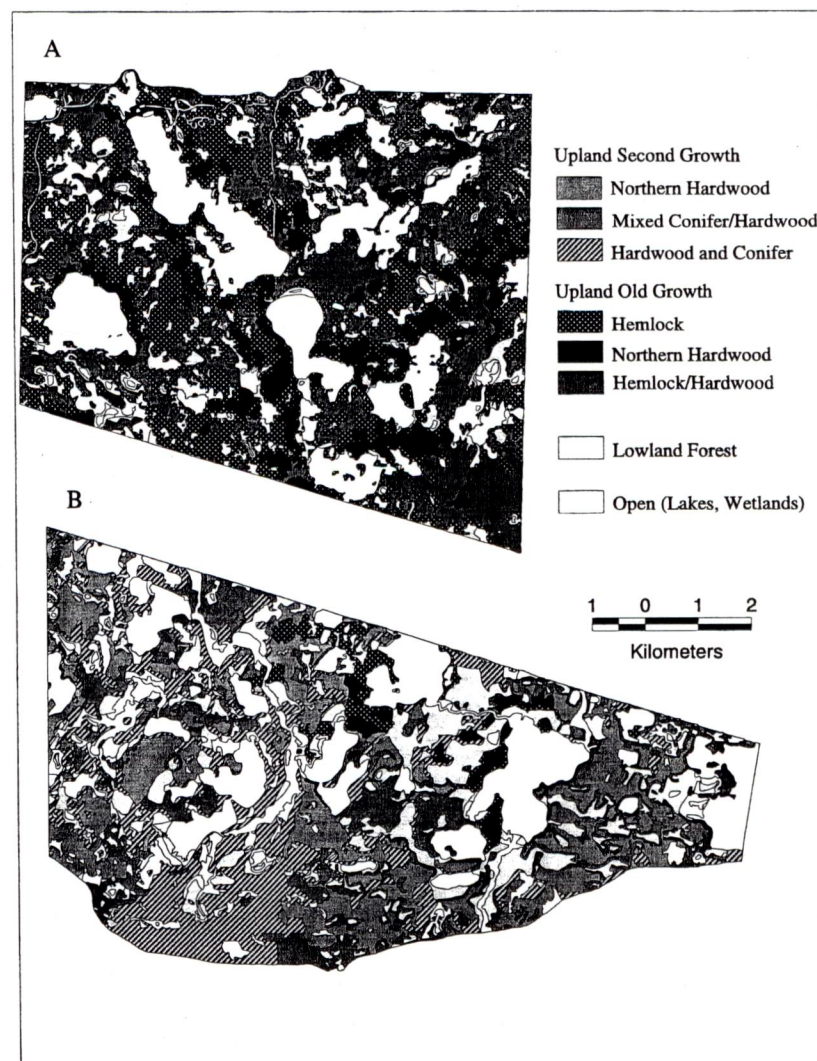 A
Upland Second Growth
Northern Hardwood
Mixed Conifer/Hardwood
Hardwood and Conifer
Upland Old Growth
Hemlock
Northern Hardwood
Hemlock/Hardwood
Lowland Forest
Open (Lakes, Wetlands)
B
1 0 1 2
Kilometers